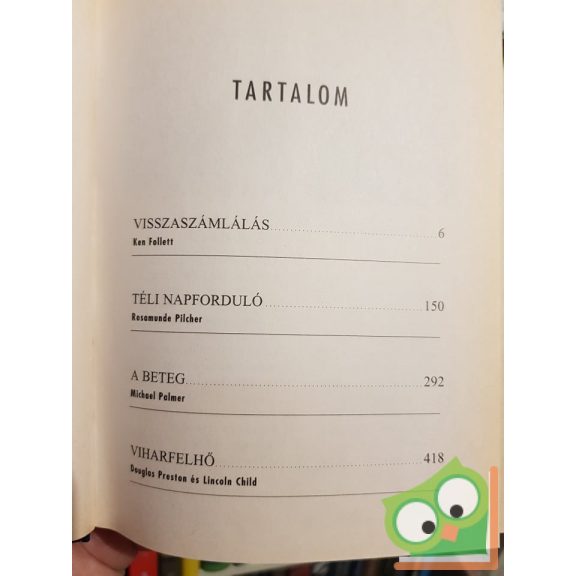 TARTALOM
VISSZASZÁMLÁLÁS 6
Ken Follett
TÉLI NAPFORDULÓ 150
Rosamunde Pilcher
A BETEG 292
Michael Palmer
VIHARFELHŐ 418
Douglas Preston és Lincoln Child